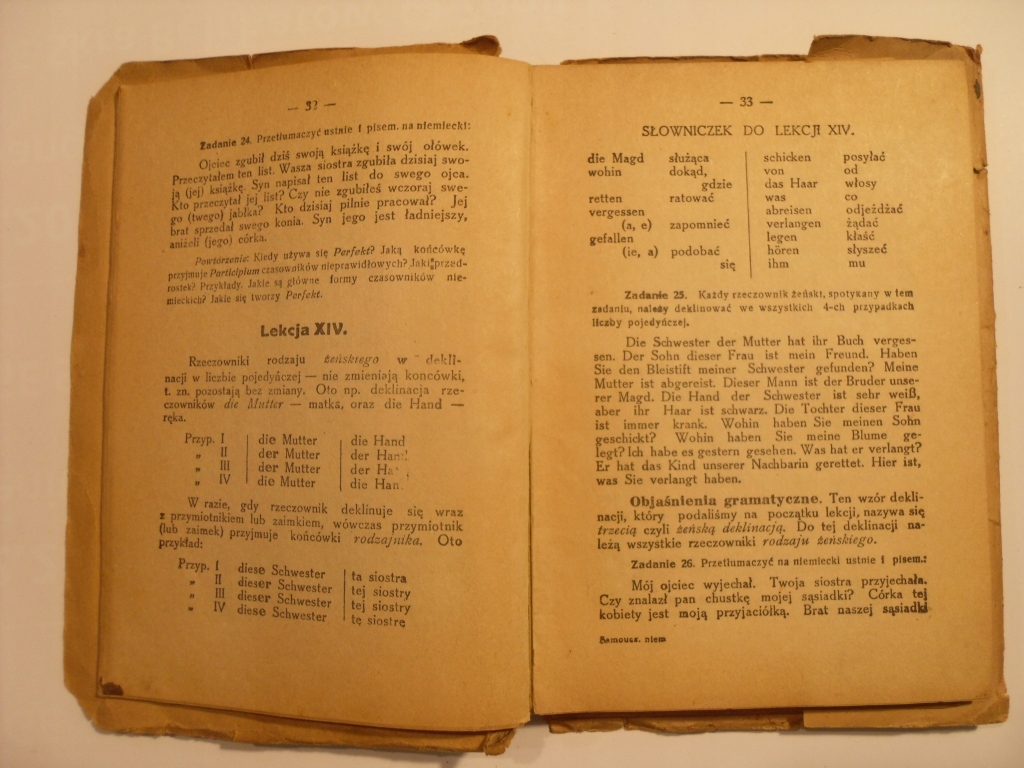 — 32 —
Zadanie 24. Przetłumaczyć ustnie i pisem. na niemiecki:
Ojciec zgubił dziś swoją książkę i swój ołówek.
Przeczytałem ten list. Wasza siostra zgubiła dzisiaj swo-
ją (jej) książkę. Syn napisał ten list do swego ojca.
Kto przeczytał jej list? Czy nie zgubiłeś wczoraj swe-
go (twego) jabłka? Kto dzisiaj pilnie pracował? Jej
brat sprzedał swego konia. Syn jego jest ładniejszy,
aniżeli (jego) córka.
Powtórzenie: Kiedy używa się Perfekt? Jaką końcówkę
przyjmuje Participium czasowników nieprawidłowych? Jaki przed-
rostek? Przykłady. Jakie są główne formy czasowników nie-
mieckich? Jakie się tworzy Perfekt.
Lekcja XIV.
Rzeczowniki rodzaju żeńskiego w dekli-
nacji w liczbie pojedyńczej — nie zmieniają koncówki,
t. zn. pozostają bez zmiany. Oto np. deklinacja rze-
czowników die Mutter — matka, oraz die Hand —
ręka.
Przyp. I die Mutter die Hand
„ II der Mutter der Hand
„ III der Mutter der Ha
„ IV die Mutter die Han
W razie, gdy rzeczownik deklinuje się wraz
z przymiotnikiem lub zaimkiem, wówczas przymiotnik
(lub zaimek) przyjmuje końcówki rodzajnika. Oto
przykład:
Przyp. I diese Schwester ta siostra
„ II dieser Schwester tej siostry
„ III dieser Schwester tej siostry
„ IV diese Schwester tę siostrę
— 33 —
SŁOWNICZEK DO LEKCJI XIV.
die Magd służąca
wohin dokąd,
gdzie
retten ratować
vergessen
(a, e) zapomnieć
gefallen
(ie, a) podobać
się
schicken posyłać
von od
das Haar włosy
was co
abreisen odjeżdżać
verlangen żądać
legen kłaść
hören słyszeć
ihm mu
Zadanie 25. Każdy rzeczownik żeński, spotykany w tem
zadaniu, należy deklinować we wszystkich 4-ch przypadkach
liczby pojedyńczej.
Die Schwester der Mutter hat ihr Buch verges-
sen. Der Sohn dieser Frau ist mein Freund. Haben
Sie den Bleistift meiner Schwester gefunden? Meine
Mutter ist abgereist. Dieser Mann ist der Bruder unse-
rer Magd. Die Hand der Schwester ist sehr weiß,
aber ihr Haar ist schwarz. Die Tochter dieser Frau
ist immer krank. Wohin haben Sie meinen Sohn
geschickt? Wohin haben Sie meine Blume ge-
legt? Ich habe es gestern gesehen. Was hat er verlangt?
Er hat das Kind unserer Nachbarin gerettet. Hier ist,
was Sie verlangt haben.
Objaśnienia gramatyczne. Ten wzór dekli-
nacji, który podaliśmy na początku lekcji, nazywa się
trzecią czyli żeńską deklinacją. Do tej deklinacji na-
leżą wszystkie rzeczowniki rodzaju żeńskiego.
Zadanie 26. Przetłumaczyć na niemiecki ustnie i pisem.:
Mój ojciec wyjechał. Twoja siostra przyjechała.
Czy znalazł pan chustkę mojej sąsiadki? Córka tej
kobiety jest moją przyjaciółką. Brat naszej sąsiadki
Samoucz. niem